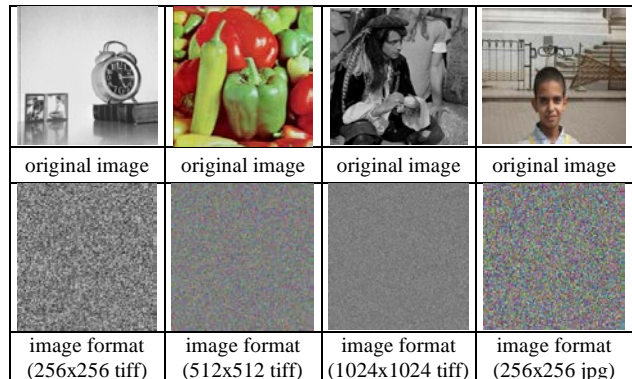 original image original image original image original image
image format image format image format image format
(256x256 tiff) (512x512 tiff) (1024x1024 tiff) (256x256 jpg)